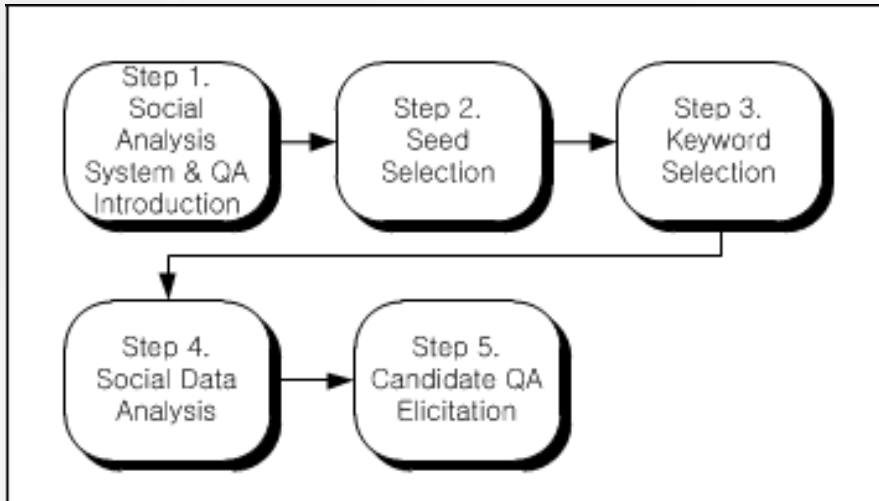 Step 1.
Social
Analysis
System & QA
Introduction
Step 2.
Seed
Selection
Step 3.
Keyword
Selection
Step 4.
Social Data
Analysis
Step 5.
Candidate QA
Elicitation